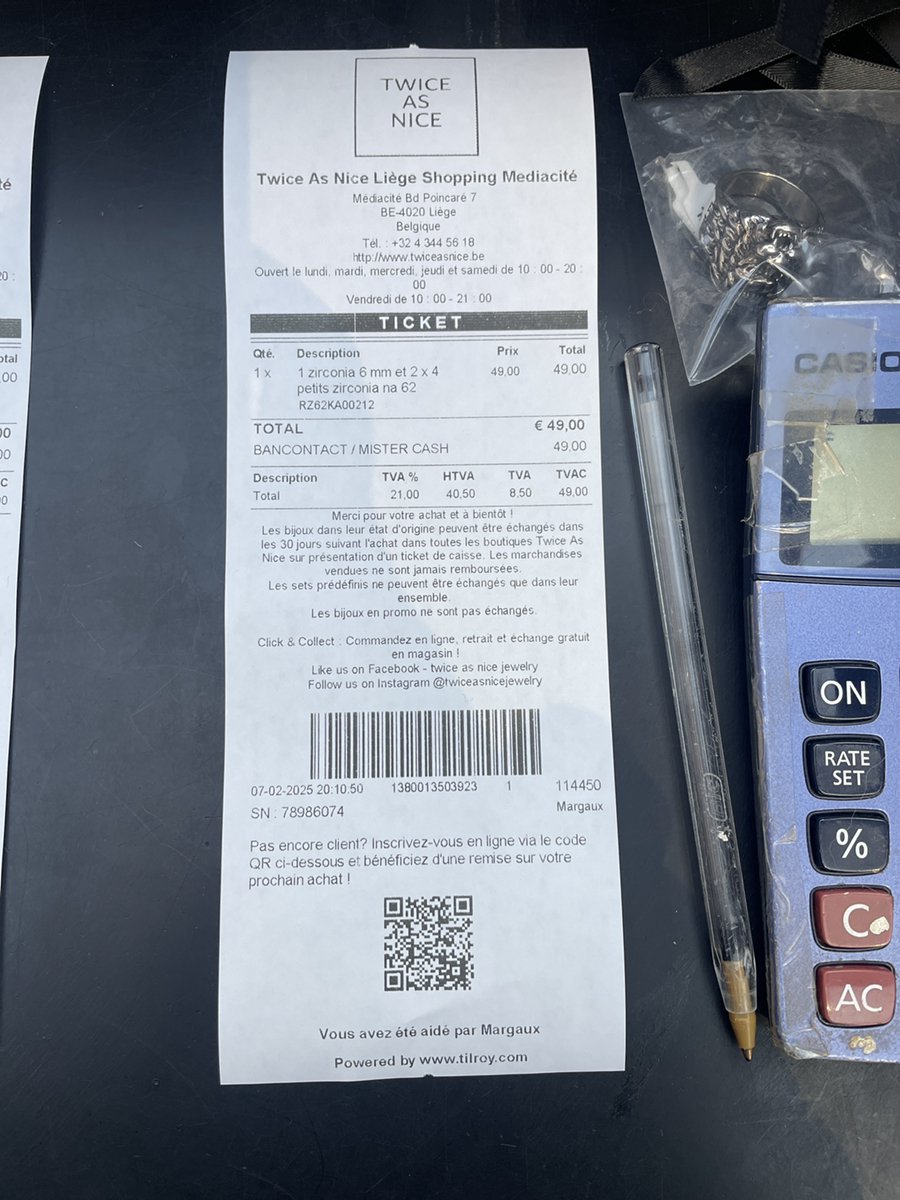 TWICE
AS
NICE
Twice As Nice Liège Shopping Mediacité
Médiacité Bd Poincaré 7
BE-4020 Liège
Belgique
Tél. : +32 4 344 56 18
http://www.twiceasnice.be
Ouvert le lundi, mardi, mercredi, jeudi et samedi de 10 : 00 - 20 :
00
Vendredi de 10 : 00 - 21 : 00
TICKET
Qté. Description Prix Total
1 x 1 zirconia 6 mm et 2 x 4 49,00 49,00
petits zirconia na 62
RZ62KA00212
TOTAL € 49,00
BANCONTACT / MISTER CASH 49,00
Description TVA % HTVA TVA TVAC
Total 21,00 40,50 8,50 49,00
Merci pour votre achat et à bientôt !
Les bijoux dans leur état d'origine peuvent être échangés dans
les 30 jours suivant l'achat dans toutes les boutiques Twice As
Nice sur présentation d'un ticket de caisse. Les marchandises
vendues ne sont jamais remboursées.
Les sets prédéfinis ne peuvent être échangés que dans leur
ensemble.
Les bijoux en promo ne sont pas échangés.
Click & Collect : Commandez en ligne, retrait et échange gratuit
en magasin !
Like us on Facebook - twice as nice jewelry
Follow us on Instagram @twiceasnicejewelry
07-02-2025 20:10.50 1380013503923 1 114450
SN : 78986074 Margaux
Pas encore client? Inscrivez-vous en ligne via le code
QR ci-dessous et bénéficiez d'une remise sur votre
prochain achat !
Vous avez été aidé par Margaux
Powered by www.tilroy.com
CASIO
ON
RATE
SET
%
C
AC